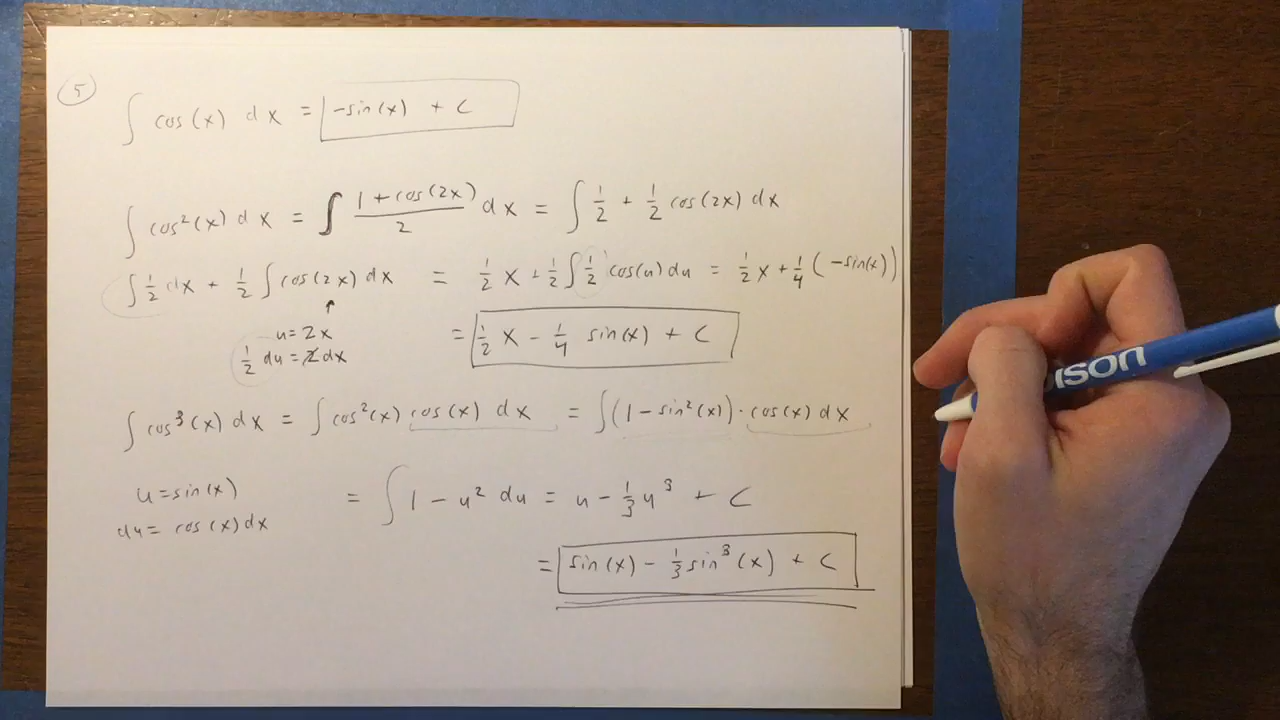 5
∫ cos(x) dx = -sin(x) + C
∫ cos²(x) dx = ∫ (1 + cos(2x))/2 dx = ∫ 1/2 + 1/2 cos(2x) dx
∫ 1/2 dx + 1/2 ∫ cos(2x) dx = 1/2 x + 1/2 ∫ 1/2 cos(u) du = 1/2 x + 1/4 (-sin(x))
u = 2x
= 1/2 x - 1/4 sin(x) + C
1/2 du = 2 dx
∫ cos³(x) dx = ∫ cos²(x) cos(x) dx = ∫ (1 - sin²(x)) · cos(x) dx
u = sin(x)
= ∫ 1 - u² du = u - 1/3 u³ + C
du = cos(x) dx
= sin(x) - 1/3 sin³(x) + C